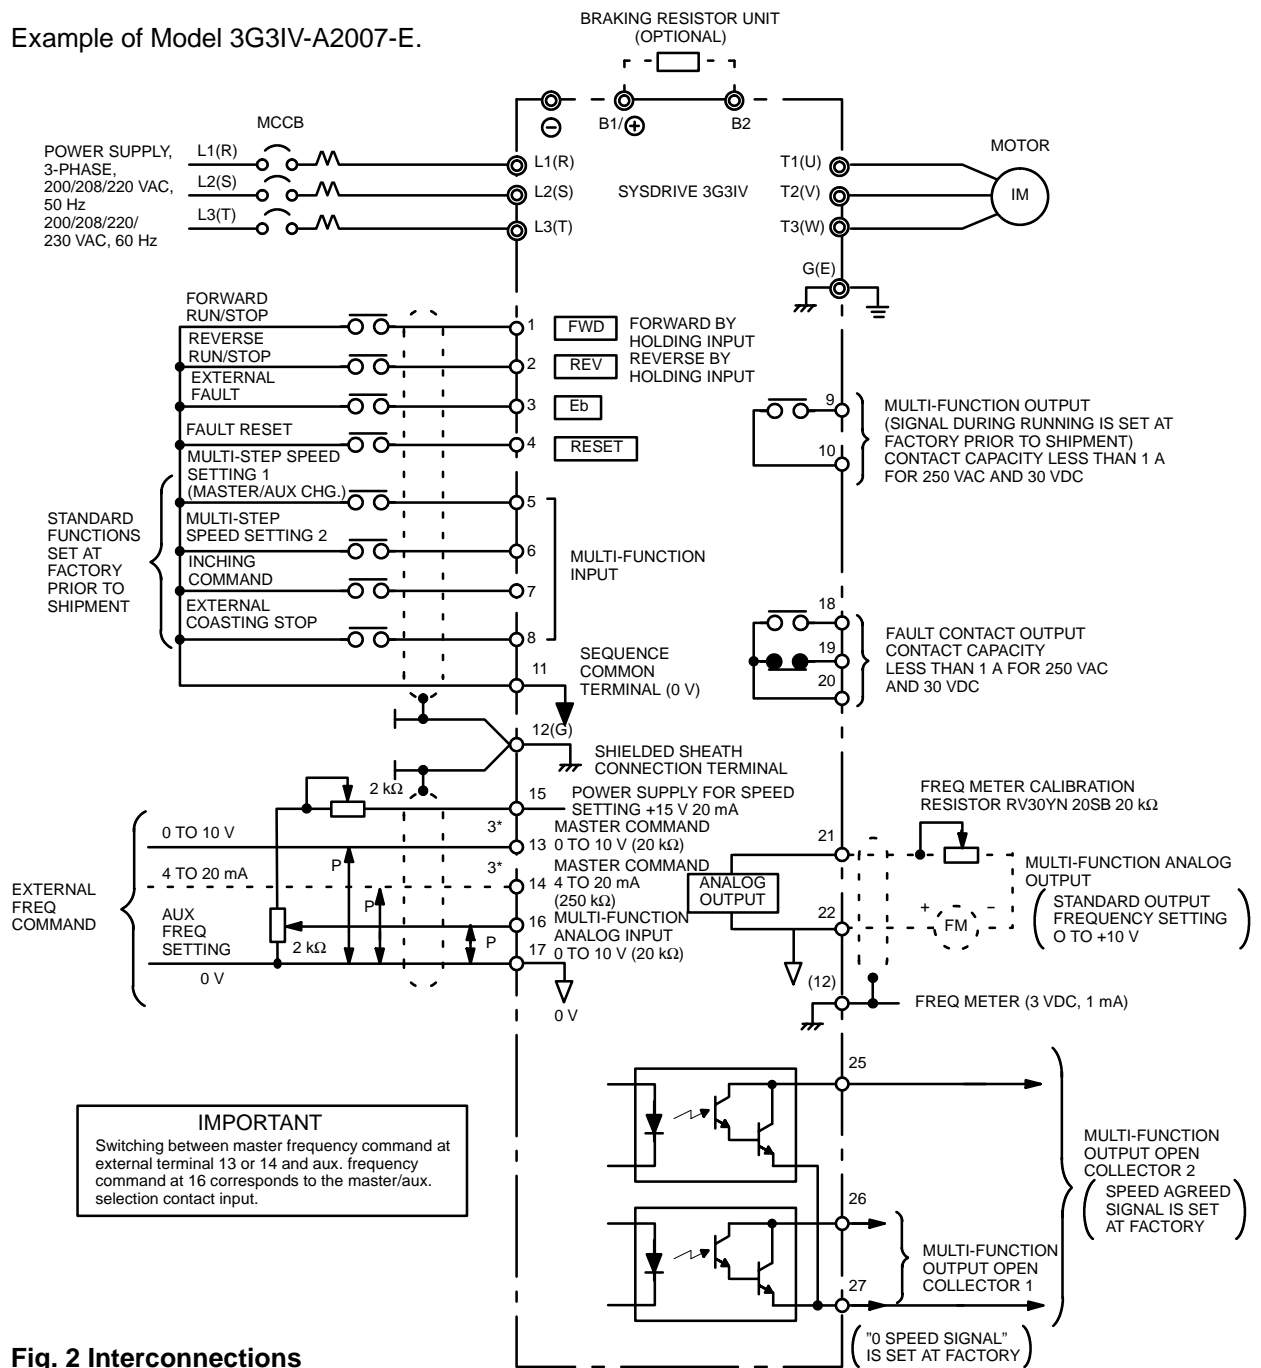 Example of Model 3G3IV-A2007-E.
BRAKING RESISTOR UNIT
(OPTIONAL)
MCCB
B1/
B2
MOTOR
POWER SUPPLY,
3-PHASE,
200/208/220 VAC,
50 Hz
200/208/220/
230 VAC, 60 Hz
L1(R)
L2(S)
L3(T)
L1(R)
L2(S)
L3(T)
SYSDRIVE 3G3IV
T1(U)
T2(V)
T3(W)
IM
G(E)
FORWARD
RUN/STOP
REVERSE
RUN/STOP
EXTERNAL
FAULT
FAULT RESET
MULTI-STEP SPEED
SETTING 1
(MASTER/AUX CHG.)
MULTI-STEP
SPEED SETTING 2
INCHING
COMMAND
EXTERNAL
COASTING STOP
STANDARD
FUNCTIONS
SET AT
FACTORY
PRIOR TO
SHIPMENT
1
FWD
FORWARD BY
HOLDING INPUT
2
REV
REVERSE BY
HOLDING INPUT
3
Eb
4
RESET
5
6
7
8
MULTI-FUNCTION
INPUT
11
SEQUENCE
COMMON
TERMINAL (0 V)
12(G)
SHIELDED SHEATH
CONNECTION TERMINAL
9
10
MULTI-FUNCTION OUTPUT
(SIGNAL DURING RUNNING IS SET AT
FACTORY PRIOR TO SHIPMENT)
CONTACT CAPACITY LESS THAN 1 A
FOR 250 VAC AND 30 VDC
18
19
20
FAULT CONTACT OUTPUT
CONTACT CAPACITY
LESS THAN 1 A FOR 250 VAC
AND 30 VDC
2 kΩ
15
POWER SUPPLY FOR SPEED
SETTING +15 V 20 mA
EXTERNAL
FREQ
COMMAND
0 TO 10 V
4 TO 20 mA
AUX
FREQ
SETTING
2 kΩ
0 V
P
P
P
3*
13
MASTER COMMAND
0 TO 10 V (20 kΩ)
3*
14
MASTER COMMAND
4 TO 20 mA
(250 kΩ)
16
MULTI-FUNCTION
ANALOG INPUT
17
0 TO 10 V (20 kΩ)
0 V
FREQ METER CALIBRATION
RESISTOR RV30YN 20SB 20 kΩ
21
ANALOG
OUTPUT
22
+
FM
−
MULTI-FUNCTION ANALOG
OUTPUT
(STANDARD OUTPUT
FREQUENCY SETTING
O TO +10 V)
(12)
FREQ METER (3 VDC, 1 mA)
IMPORTANT
Switching between master frequency command at
external terminal 13 or 14 and aux. frequency
command at 16 corresponds to the master/aux.
selection contact input.
25
MULTI-FUNCTION
OUTPUT OPEN
COLLECTOR 2
(SPEED AGREED
SIGNAL IS SET
AT FACTORY)
26
MULTI-FUNCTION
OUTPUT OPEN
COLLECTOR 1
27
("0 SPEED SIGNAL"
IS SET AT FACTORY)
Fig. 2 Interconnections